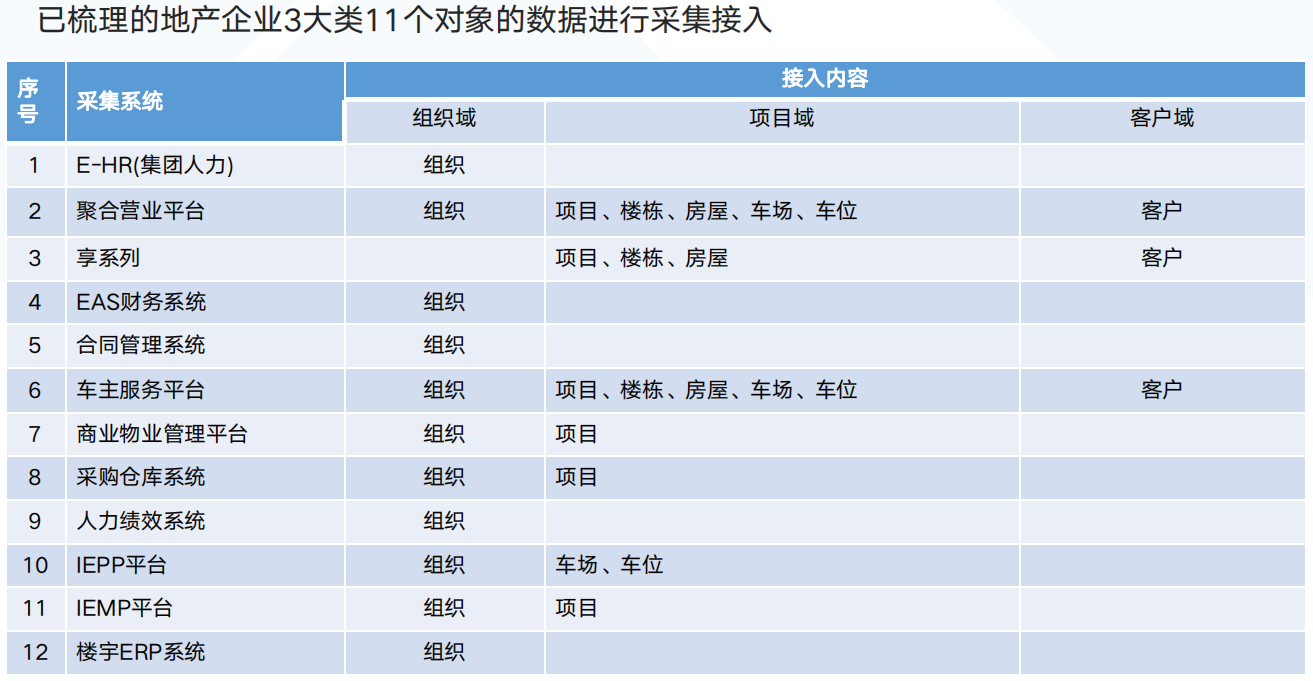 已梳理的地产企业3大类11个对象的数据进行采集接入
序号 采集系统 接入内容
组织域 项目域 客户域
1 E-HR(集团人力) 组织
2 聚合营业平台 组织 项目、楼栋、房屋、车场、车位 客户
3 享系列 项目、楼栋、房屋 客户
4 EAS财务系统 组织
5 合同管理系统 组织
6 车主服务平台 组织 项目、楼栋、房屋、车场、车位 客户
7 商业物业管理平台 组织 项目
8 采购仓库系统 组织 项目
9 人力绩效系统 组织
10 IEPP平台 组织 车场、车位
11 IEMP平台 组织 项目
12 楼宇ERP系统 组织